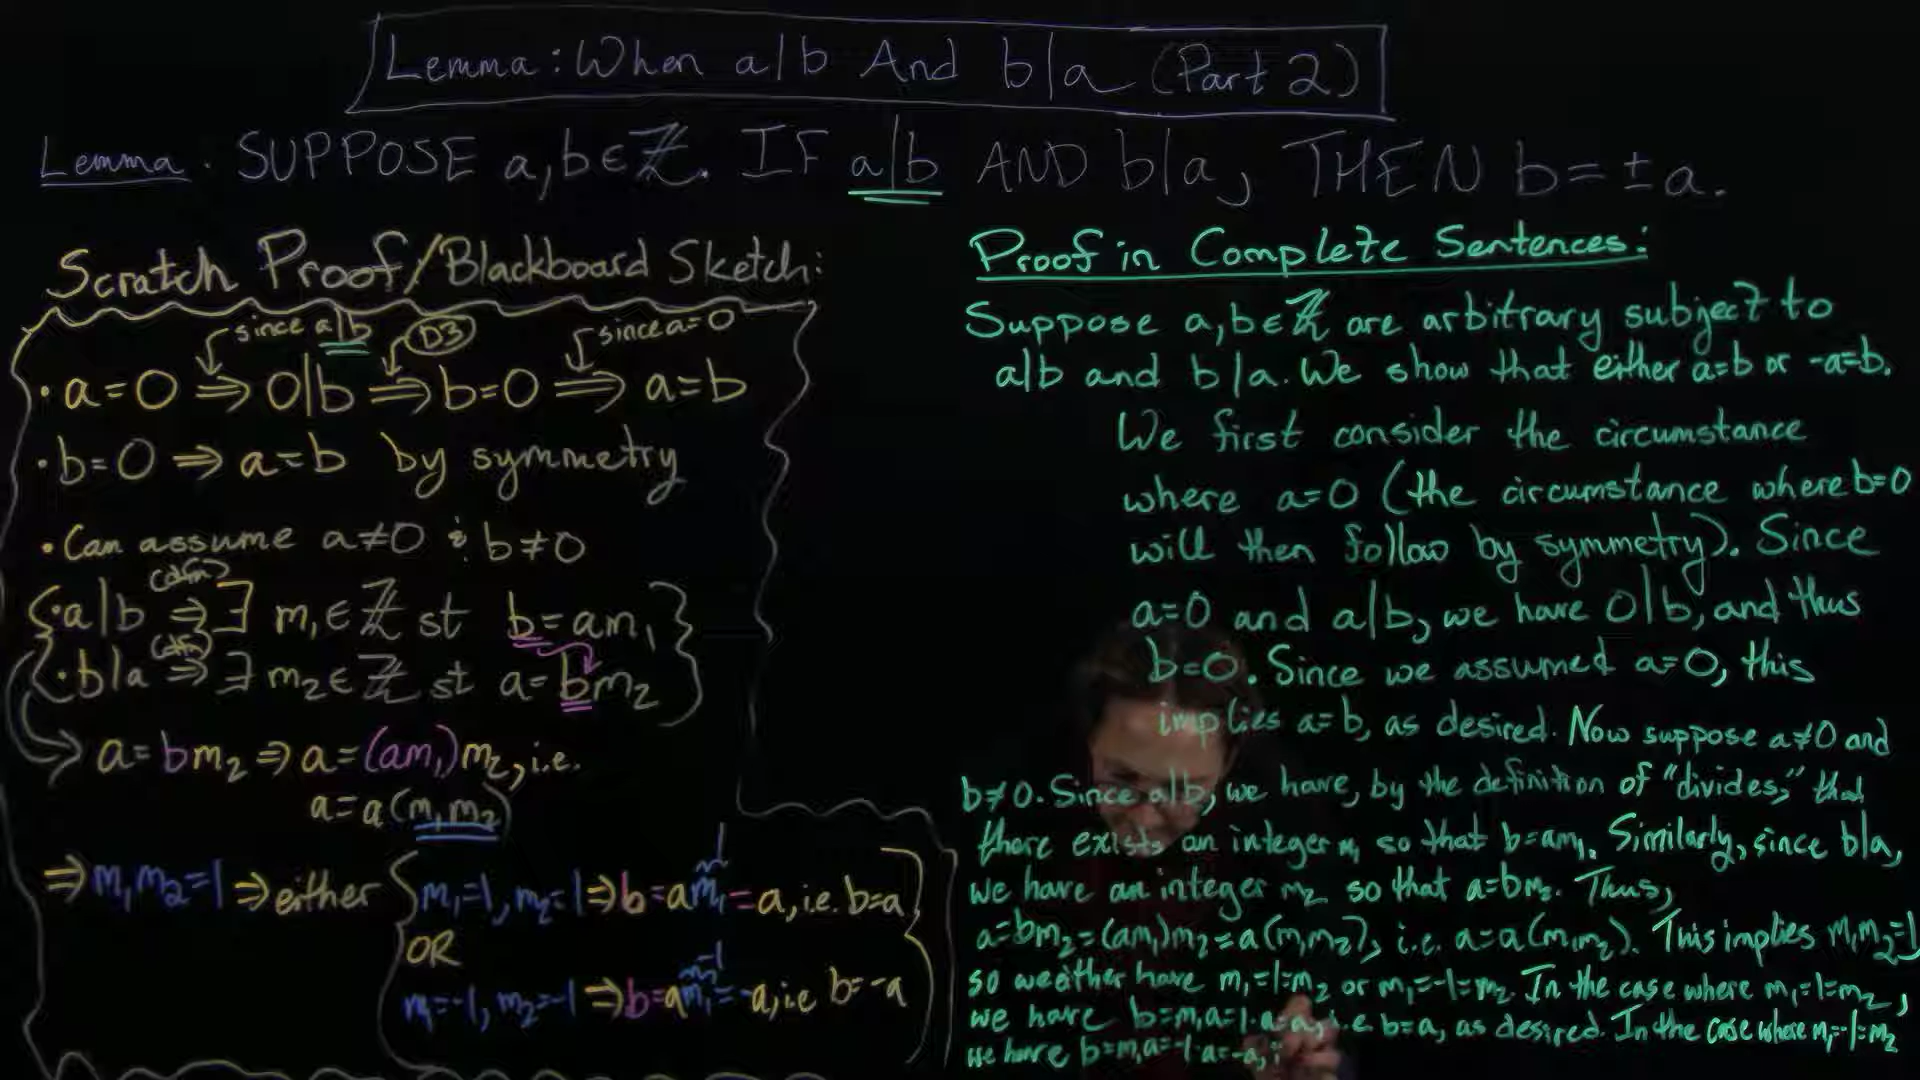 Lemma: When a|b And b|a (Part 2)
Lemma. SUPPOSE a,b∈ℤ. IF a|b AND b|a, THEN b=±a.
Scratch Proof/Blackboard Sketch:
since a|b D3 since a=0
· a=0 ⇒ 0|b ⇒ b=0 ⇒ a=b
· b=0 ⇒ a=b by symmetry
· Can assume a≠0 & b≠0
(dfn)
{· a|b ⇒ ∃ m₁∈ℤ st b=am₁}
(dfn)
{· b|a ⇒ ∃ m₂∈ℤ st a=bm₂}
→ a=bm₂ ⇒ a=(am₁)m₂, i.e.
a=a(m₁m₂)
1
⇒ m₁m₂=1 ⇒ either { m₁=1, m₂=1 ⇒ b=am₁=a, i.e. b=a
OR
-1
m₁=-1, m₂=-1 ⇒ b=am₁=-a, i.e b=-a }
Proof in Complete Sentences:
Suppose a,b∈ℤ are arbitrary subject to
a|b and b|a. We show that either a=b or -a=b.
We first consider the circumstance
where a=0 (the circumstance where b=0
will then follow by symmetry). Since
a=0 and a|b, we have 0|b, and thus
b=0. Since we assumed a=0, this
implies a=b, as desired. Now suppose a≠0 and
b≠0. Since a|b, we have, by the definition of "divides," that
there exists an integer m₁ so that b=am₁. Similarly, since b|a,
we have an integer m₂ so that a=bm₂. Thus,
a=bm₂=(am₁)m₂=a(m₁m₂), i.e. a=a(m₁m₂). This implies m₁m₂=1,
so we either have m₁=1=m₂ or m₁=-1=m₂. In the case where m₁=1=m₂,
we have b=m₁a=1·a=a, i.e. b=a, as desired. In the case where m₁=-1=m₂
we have b=m₁a=-1·a=-a, i